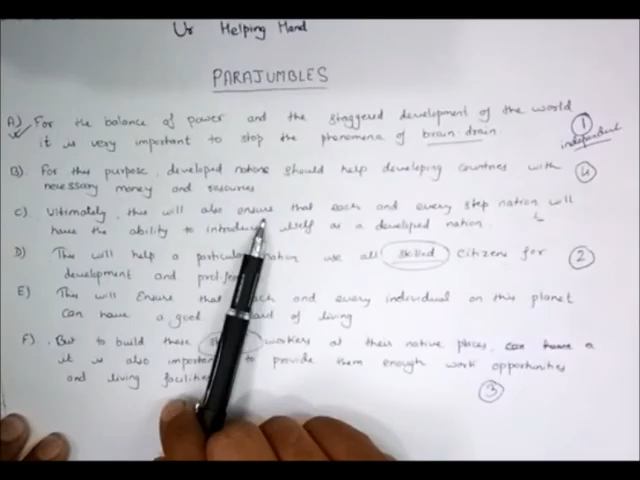 Ur Helping Hand
PARAJUMBLES
A) For the balance of power and the staggered development of the world
it is very important to stop the phenomena of brain-drain
1
independent
B) For this purpose, developed nations should help developing countries with
necessary money and resources
4
C) Ultimately, this will also ensure that each and every step nation will
have the ability to introduce itself as a developed nation.
D) This will help a particular nation use all skilled citizens for
development and
2
E) This will Ensure that each and every individual on this planet
can have a good of living
F) But to build these workers at their native places, can have a
it is also important to provide them enough work opportunities
and living facilities
3